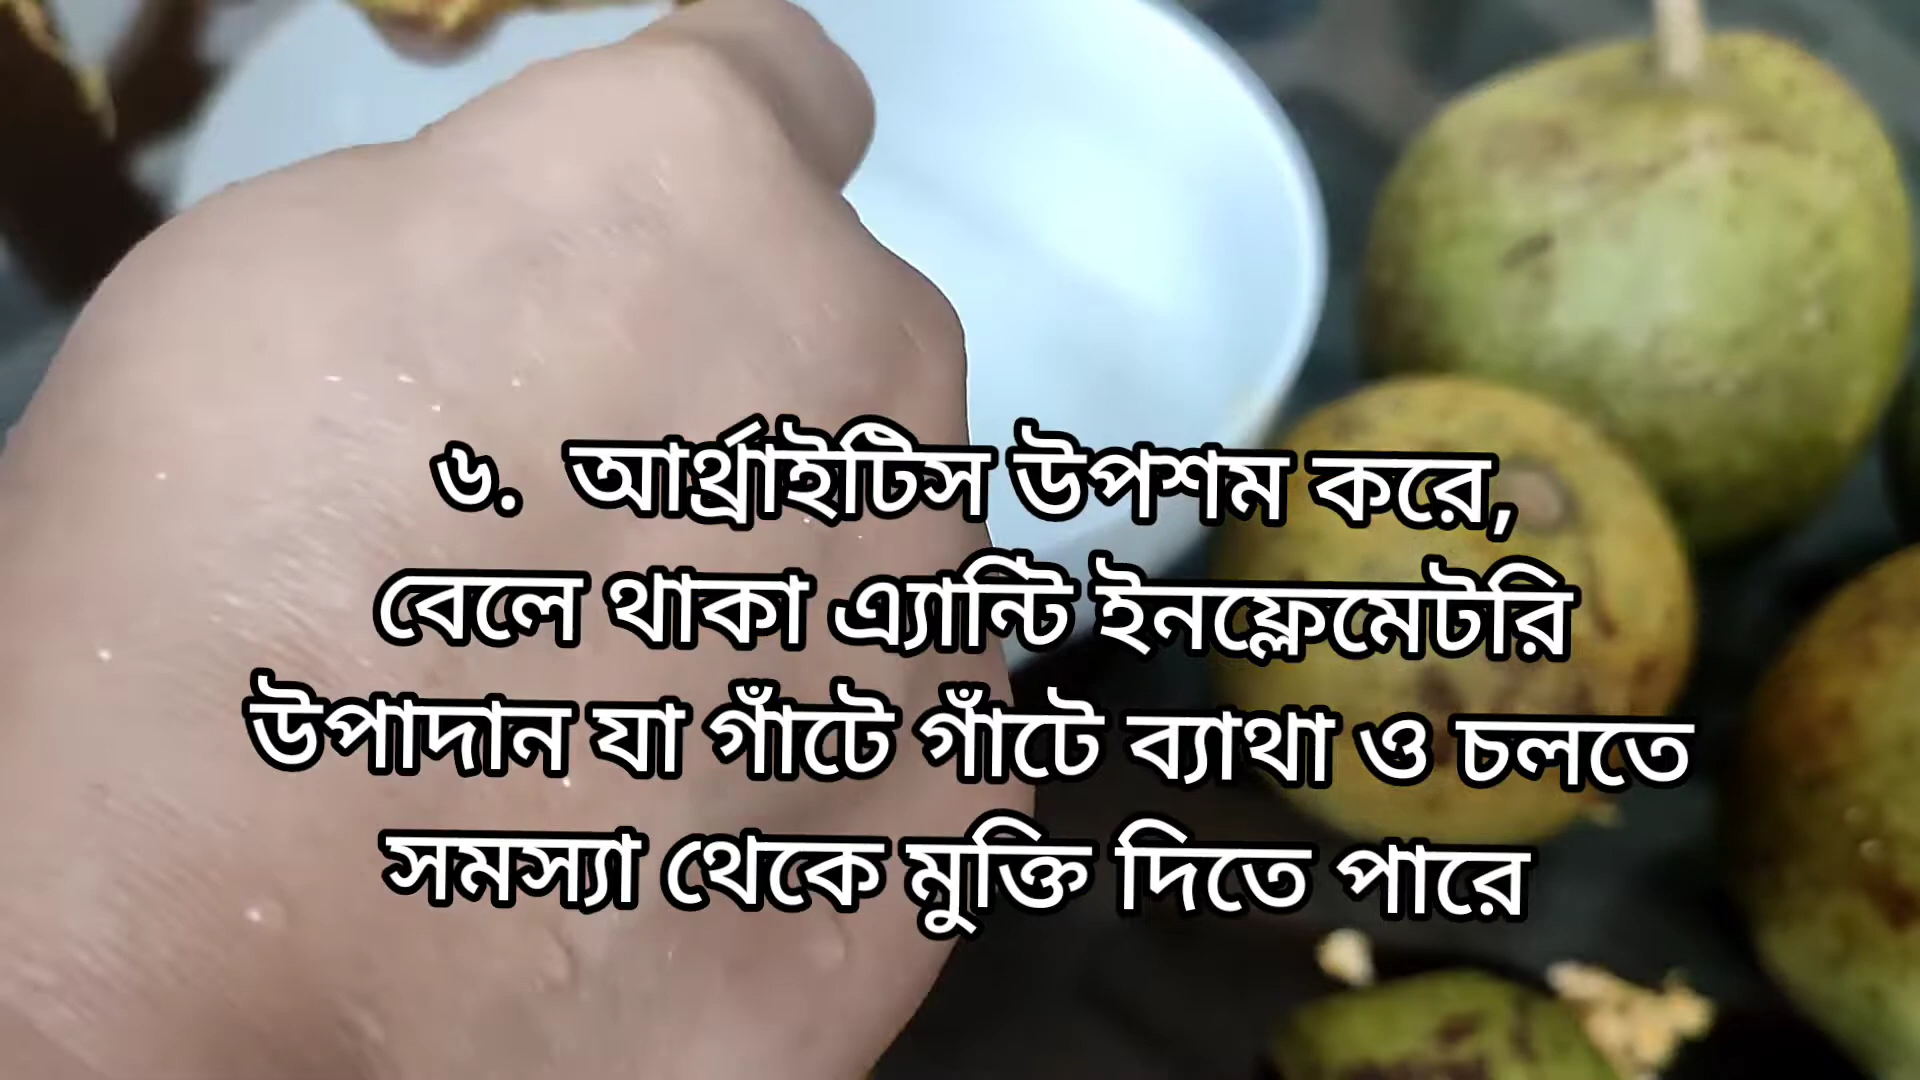 ৬. আর্থ্রাইটিস উপশম করে,
বেলে থাকা এ্যান্টি ইনফ্লেমেটরি
উপাদান যা গাঁটে গাঁটে ব্যাথা ও চলতে
সমস্যা থেকে মুক্তি দিতে পারে